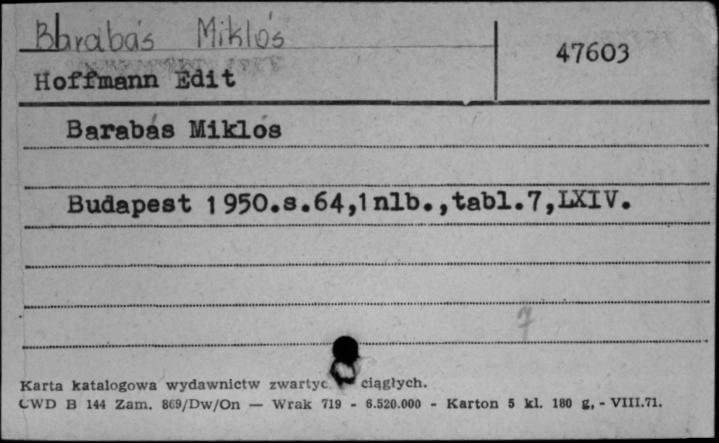 Barabás Miklós
47603
Hoffmann Edit
Barabás Miklós
Budapest 1950.s.64,1nlb.,tabl.7,LXIV.
7
Karta katalogowa wydawnictw ciągłych.
CWD B 144 Zam. 869/Dw/On — Wrak 719 - 6.520.000 - Karton 5 kl. 180 g, - VIII.71.